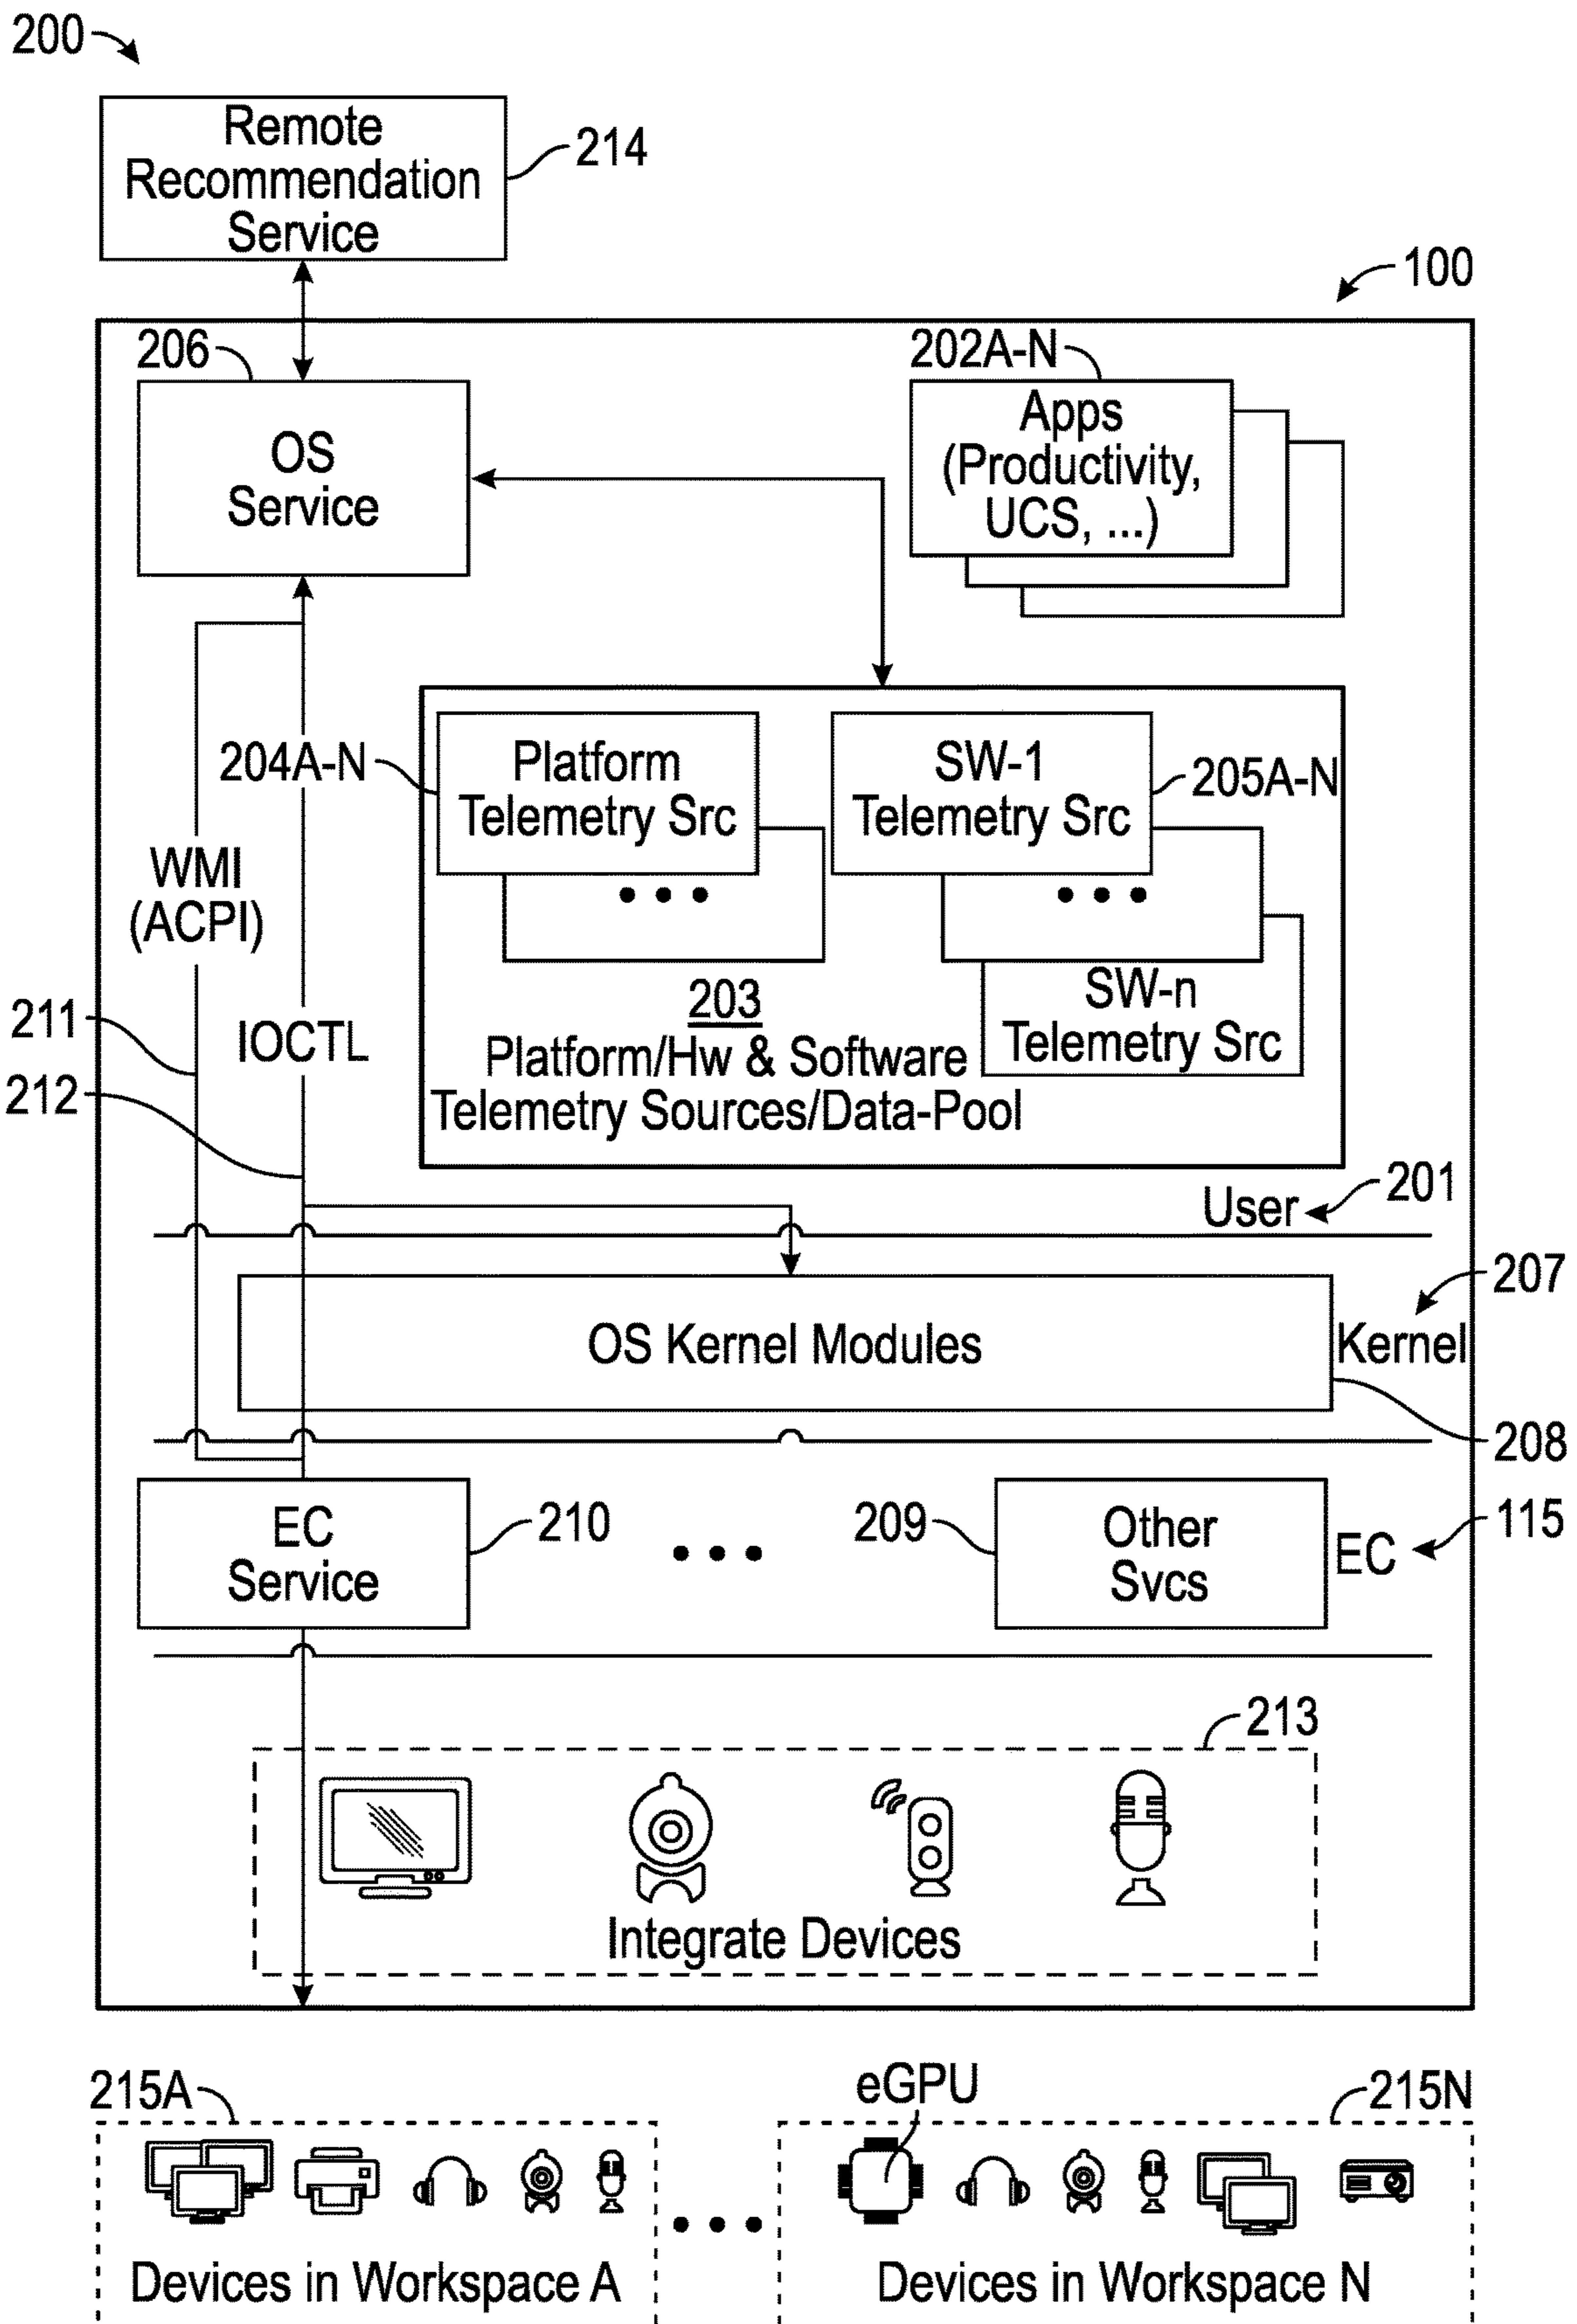 200
Remote
Recommendation
Service
214
100
206
202A-N
OS
Service
Apps
(Productivity,
UCS, ...)
204A-N
Platform
Telemetry Src
SW-1
Telemetry Src
205A-N
WMI
(ACPI)
SW-n
Telemetry Src
203
Platform/Hw & Software
Telemetry Sources/Data-Pool
211
IOCTL
212
User
201
207
OS Kernel Modules
Kernel
208
EC
Service
210
209
Other
Svcs
EC
115
213
Integrate Devices
215A
eGPU
215N
Devices in Workspace A
Devices in Workspace N